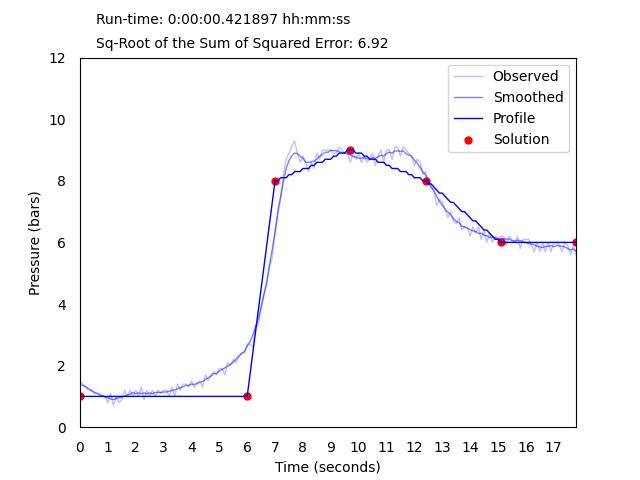 Run-time: 0:00:00.421897 hh:mm:ss
Sq-Root of the Sum of Squared Error: 6.92
Observed
Smoothed
Profile
Solution
12
10
8
6
4
2
0
Pressure (bars)
0 1 2 3 4 5 6 7 8 9 10 11 12 13 14 15 16 17
Time (seconds)